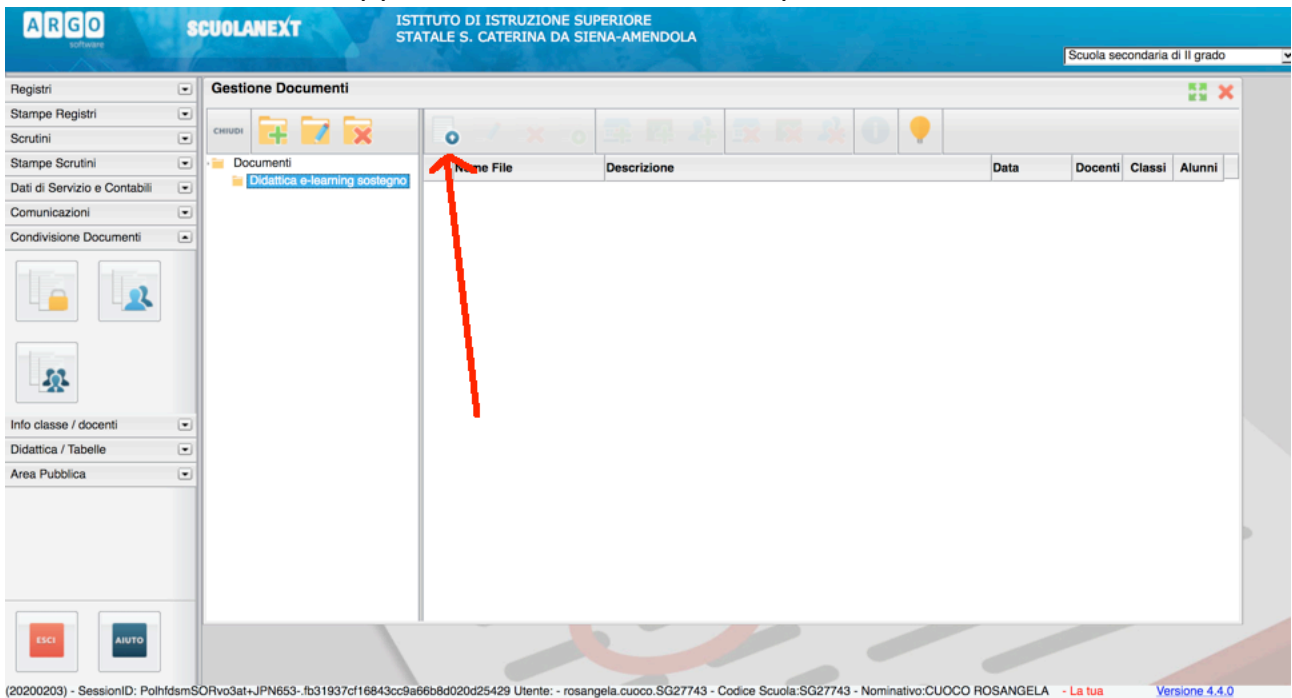 ARGO
software
SCUOLANEXT
ISTITUTO DI ISTRUZIONE SUPERIORE
STATALE S. CATERINA DA SIENA-AMENDOLA
Scuola secondaria di II grado
Registri
Stampe Registri
Scrutini
Stampe Scrutini
Dati di Servizio e Contabili
Comunicazioni
Condivisione Documenti
Info classe / docenti
Didattica / Tabelle
Area Pubblica
ESCI
AIUTO
Gestione Documenti
CHIUDI
Documenti
Didattica e-learning sostegno
Nome File
Descrizione
Data
Docenti
Classi
Alunni
(20200203) - SessionID: PolhfdsmSORvo3at+JPN653-.fb31937cf16843cc9a66b8d020d25429 Utente: - rosangela.cuoco.SG27743 - Codice Scuola:SG27743 - Nominativo:CUOCO ROSANGELA - La tua Versione 4.4.0